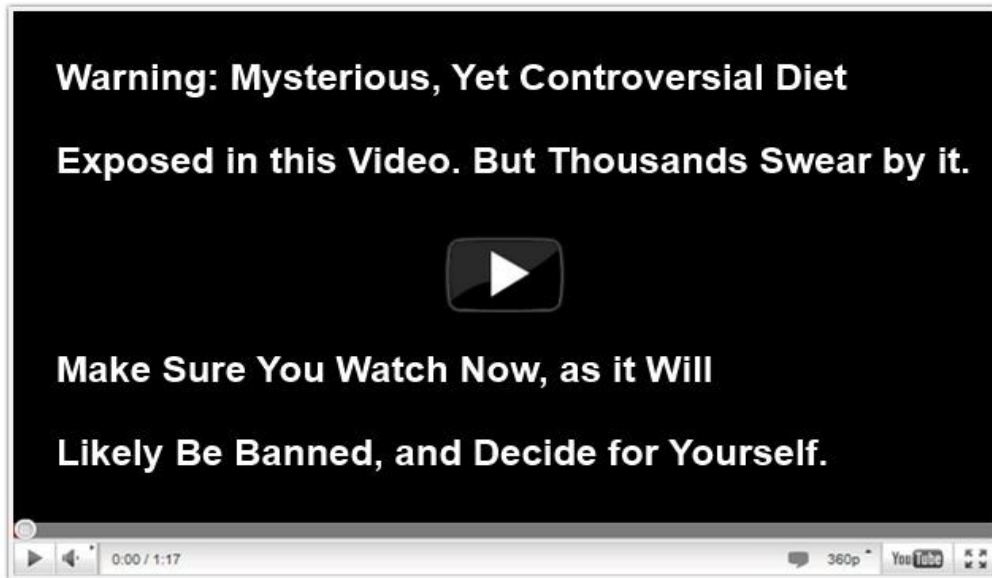 Warning: Mysterious, Yet Controversial Diet
Exposed in this Video. But Thousands Swear by it.
Make Sure You Watch Now, as it Will
Likely Be Banned, and Decide for Yourself.
0:00 / 1:17
360p
YouTube